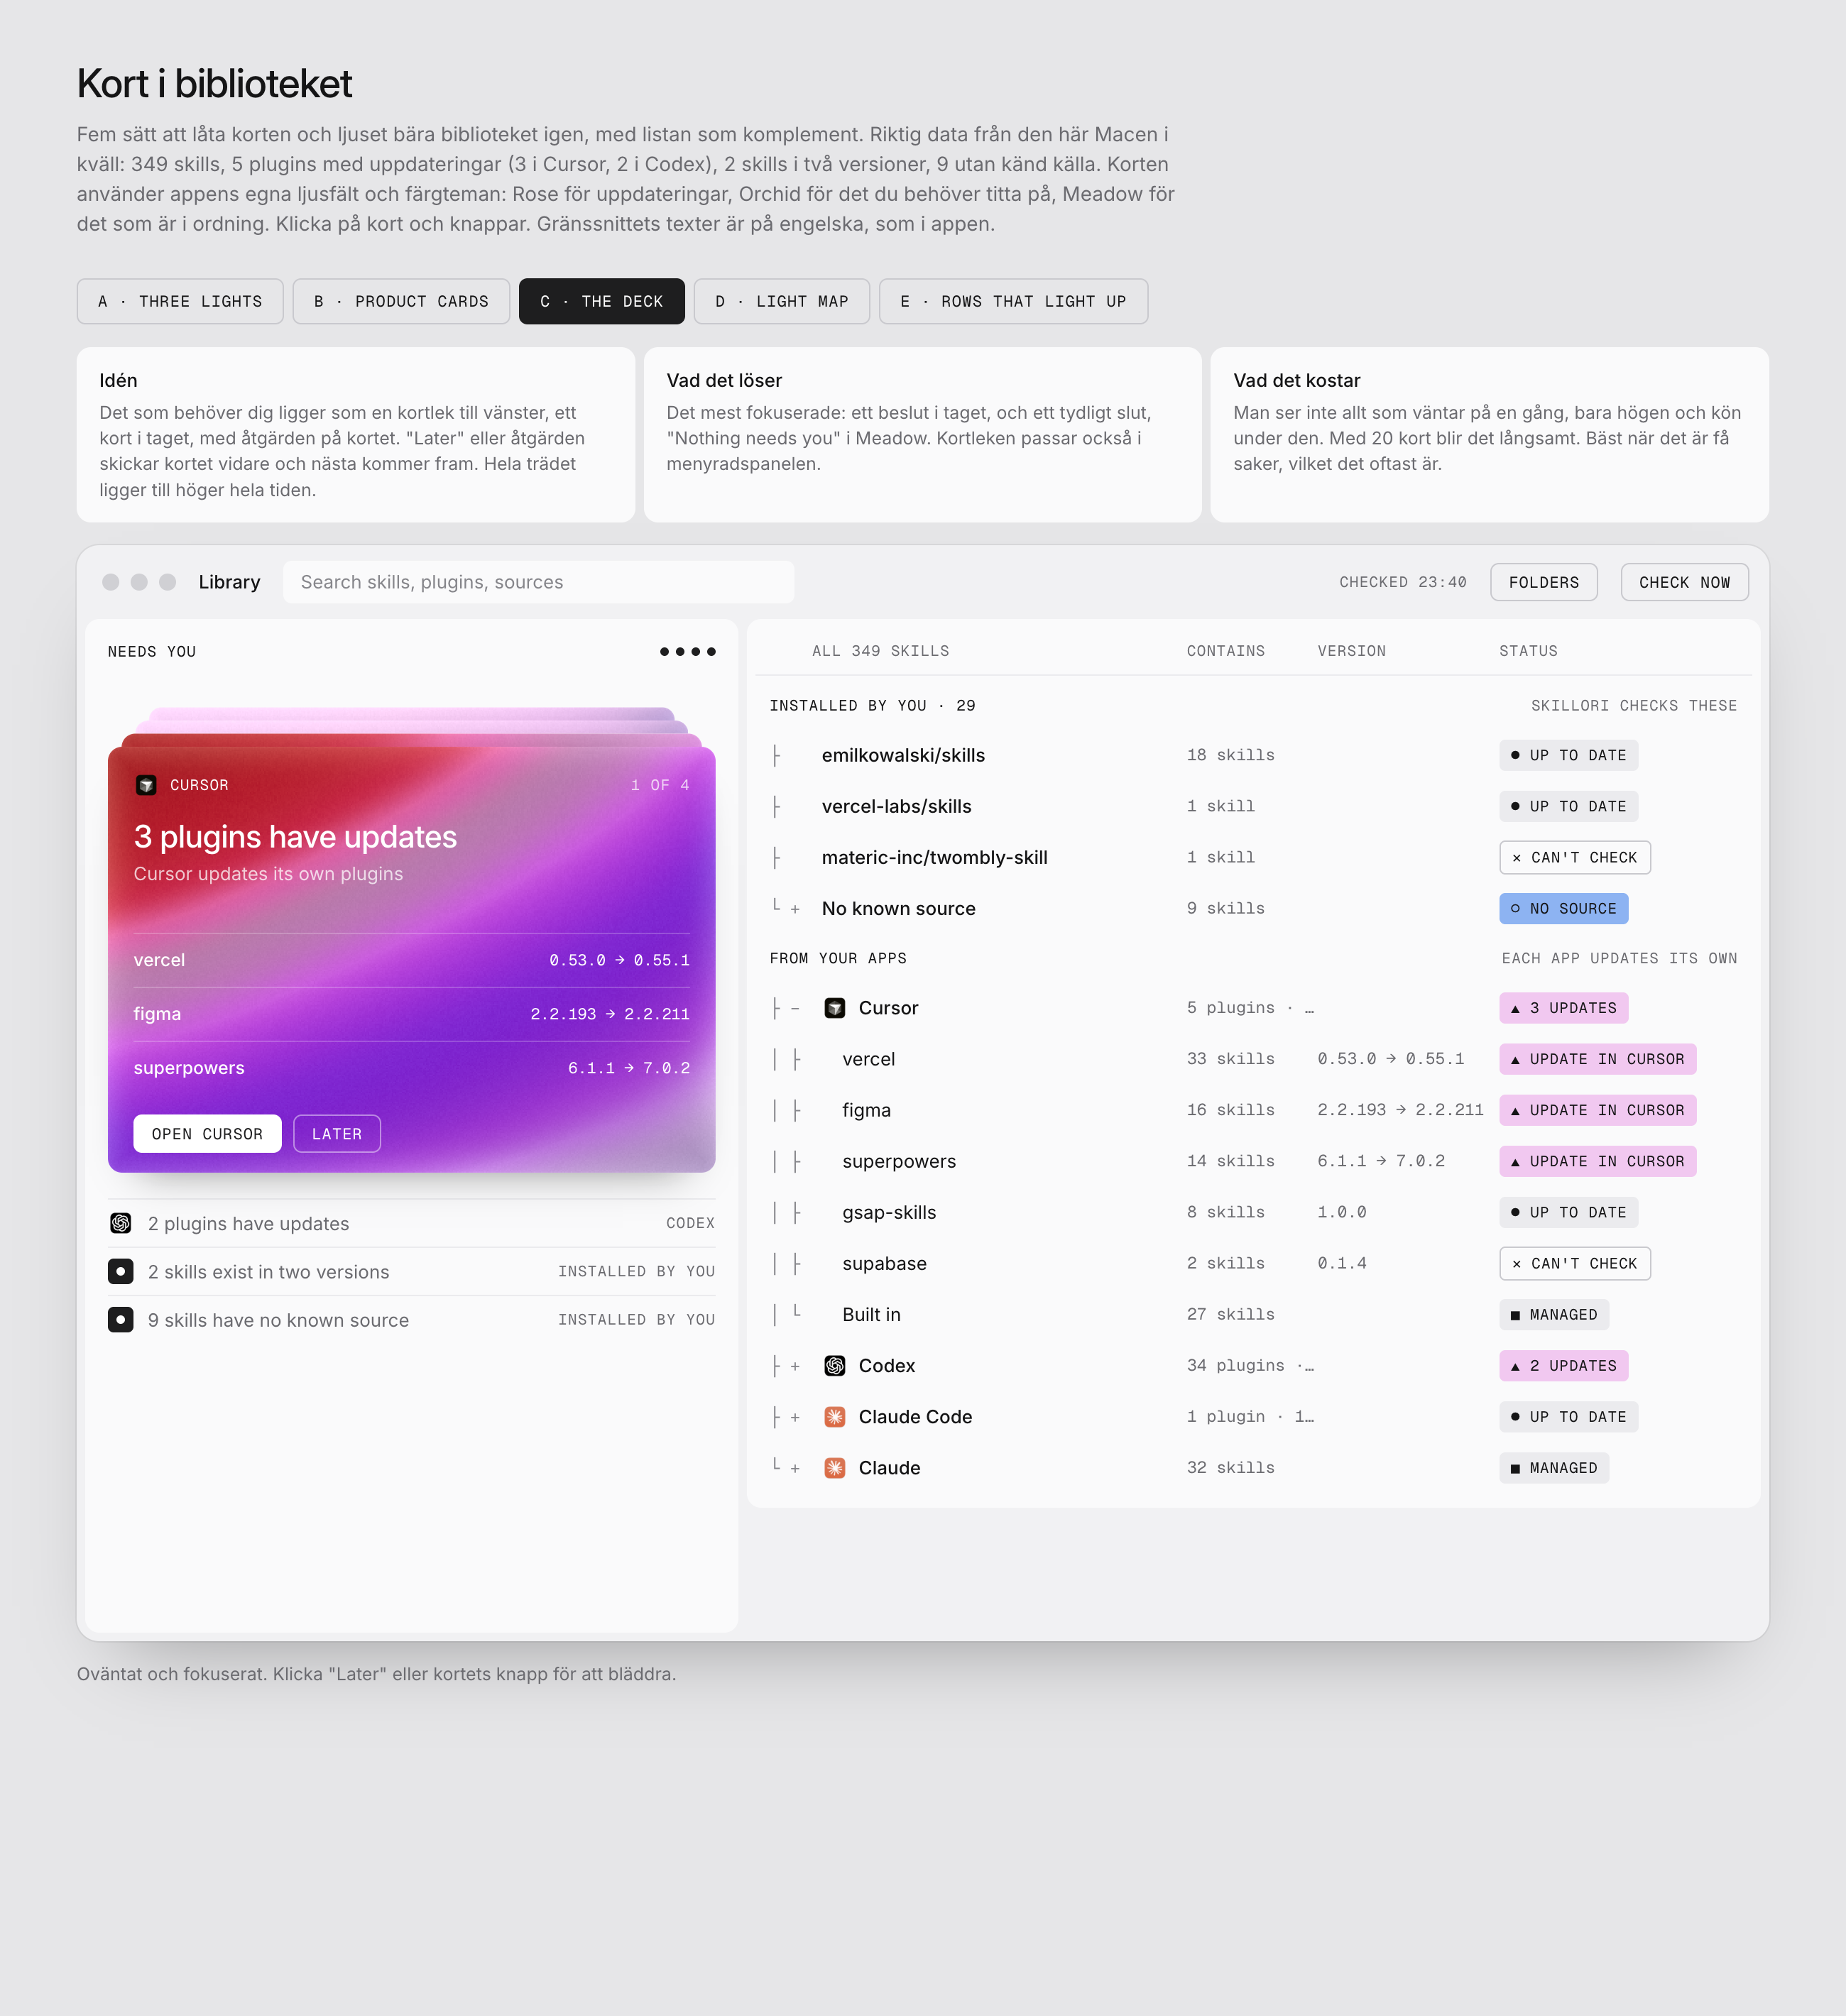 Kort i biblioteket
Fem sätt att låta korten och ljuset bära biblioteket igen, med listan som komplement. Riktig data från den här Macen i
kväll: 349 skills, 5 plugins med uppdateringar (3 i Cursor, 2 i Codex), 2 skills i två versioner, 9 utan känd källa. Korten
använder appens egna ljusfält och färgteman: Rose för uppdateringar, Orchid för det du behöver titta på, Meadow för
det som är i ordning. Klicka på kort och knappar. Gränssnittets texter är på engelska, som i appen.
A · THREE LIGHTS
B · PRODUCT CARDS
C · THE DECK
D · LIGHT MAP
E · ROWS THAT LIGHT UP
Idén
Det som behöver dig ligger som en kortlek till vänster, ett
kort i taget, med åtgärden på kortet. "Later" eller åtgärden
skickar kortet vidare och nästa kommer fram. Hela trädet
ligger till höger hela tiden.
Vad det löser
Det mest fokuserade: ett beslut i taget, och ett tydligt slut,
"Nothing needs you" i Meadow. Kortleken passar också i
menyradspanelen.
Vad det kostar
Man ser inte allt som väntar på en gång, bara högen och kön
under den. Med 20 kort blir det långsamt. Bäst när det är få
saker, vilket det oftast är.
Library
Search skills, plugins, sources
CHECKED 23:40
FOLDERS
CHECK NOW
NEEDS YOU
CURSOR
1 OF 4
3 plugins have updates
Cursor updates its own plugins
vercel 0.53.0 → 0.55.1
figma 2.2.193 → 2.2.211
superpowers 6.1.1 → 7.0.2
OPEN CURSOR
LATER
2 plugins have updates CODEX
2 skills exist in two versions INSTALLED BY YOU
9 skills have no known source INSTALLED BY YOU
ALL 349 SKILLS CONTAINS VERSION STATUS
INSTALLED BY YOU · 29 SKILLORI CHECKS THESE
├ emilkowalski/skills 18 skills ● UP TO DATE
├ vercel-labs/skills 1 skill ● UP TO DATE
├ materic-inc/twombly-skill 1 skill × CAN'T CHECK
└ + No known source 9 skills ○ NO SOURCE
FROM YOUR APPS EACH APP UPDATES ITS OWN
├ − Cursor 5 plugins · … ▲ 3 UPDATES
│ ├ vercel 33 skills 0.53.0 → 0.55.1 ▲ UPDATE IN CURSOR
│ ├ figma 16 skills 2.2.193 → 2.2.211 ▲ UPDATE IN CURSOR
│ ├ superpowers 14 skills 6.1.1 → 7.0.2 ▲ UPDATE IN CURSOR
│ ├ gsap-skills 8 skills 1.0.0 ● UP TO DATE
│ ├ supabase 2 skills 0.1.4 × CAN'T CHECK
│ └ Built in 27 skills ■ MANAGED
├ + Codex 34 plugins ·… ▲ 2 UPDATES
├ + Claude Code 1 plugin · 1… ● UP TO DATE
└ + Claude 32 skills ■ MANAGED
Oväntat och fokuserat. Klicka "Later" eller kortets knapp för att bläddra.